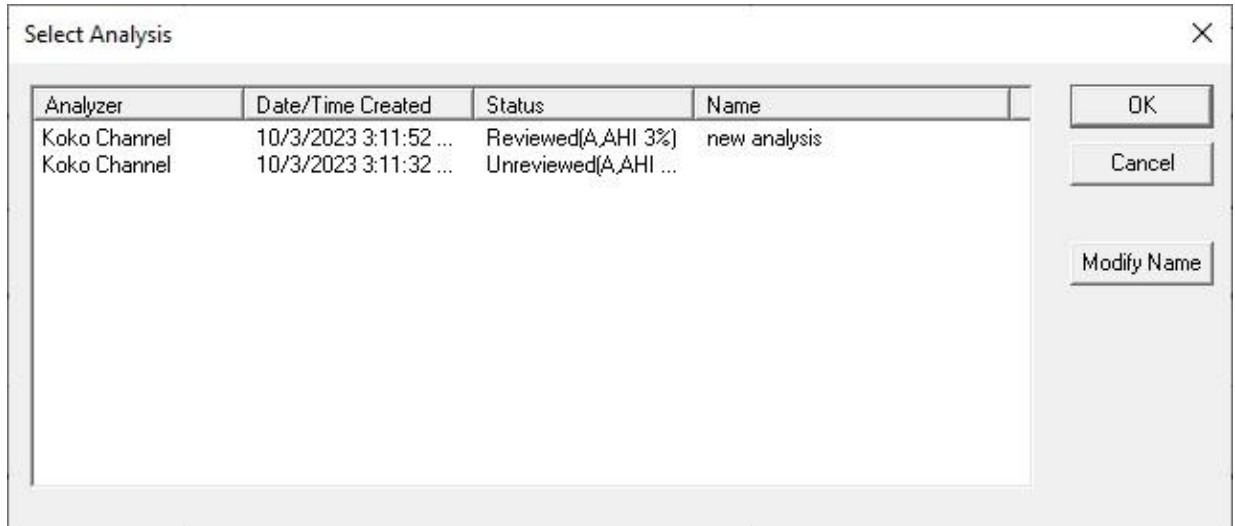 Select Analysis
Analyzer Date/Time Created Status Name
Koko Channel 10/3/2023 3:11:52 ... Reviewed(A,AHI 3%) new analysis
Koko Channel 10/3/2023 3:11:32 ... Unreviewed(A,AHI ...
OK
Cancel
Modify Name